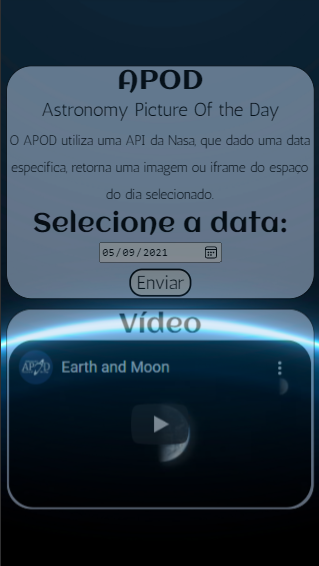 APOD
Astronomy Picture Of the Day
O APOD utiliza uma API da Nasa, que dado uma data
especifica, retorna uma imagem ou iframe do espaço
do dia selecionado.
Selecione a data:
05/09/2021
Enviar
Vídeo
APOD Earth and Moon